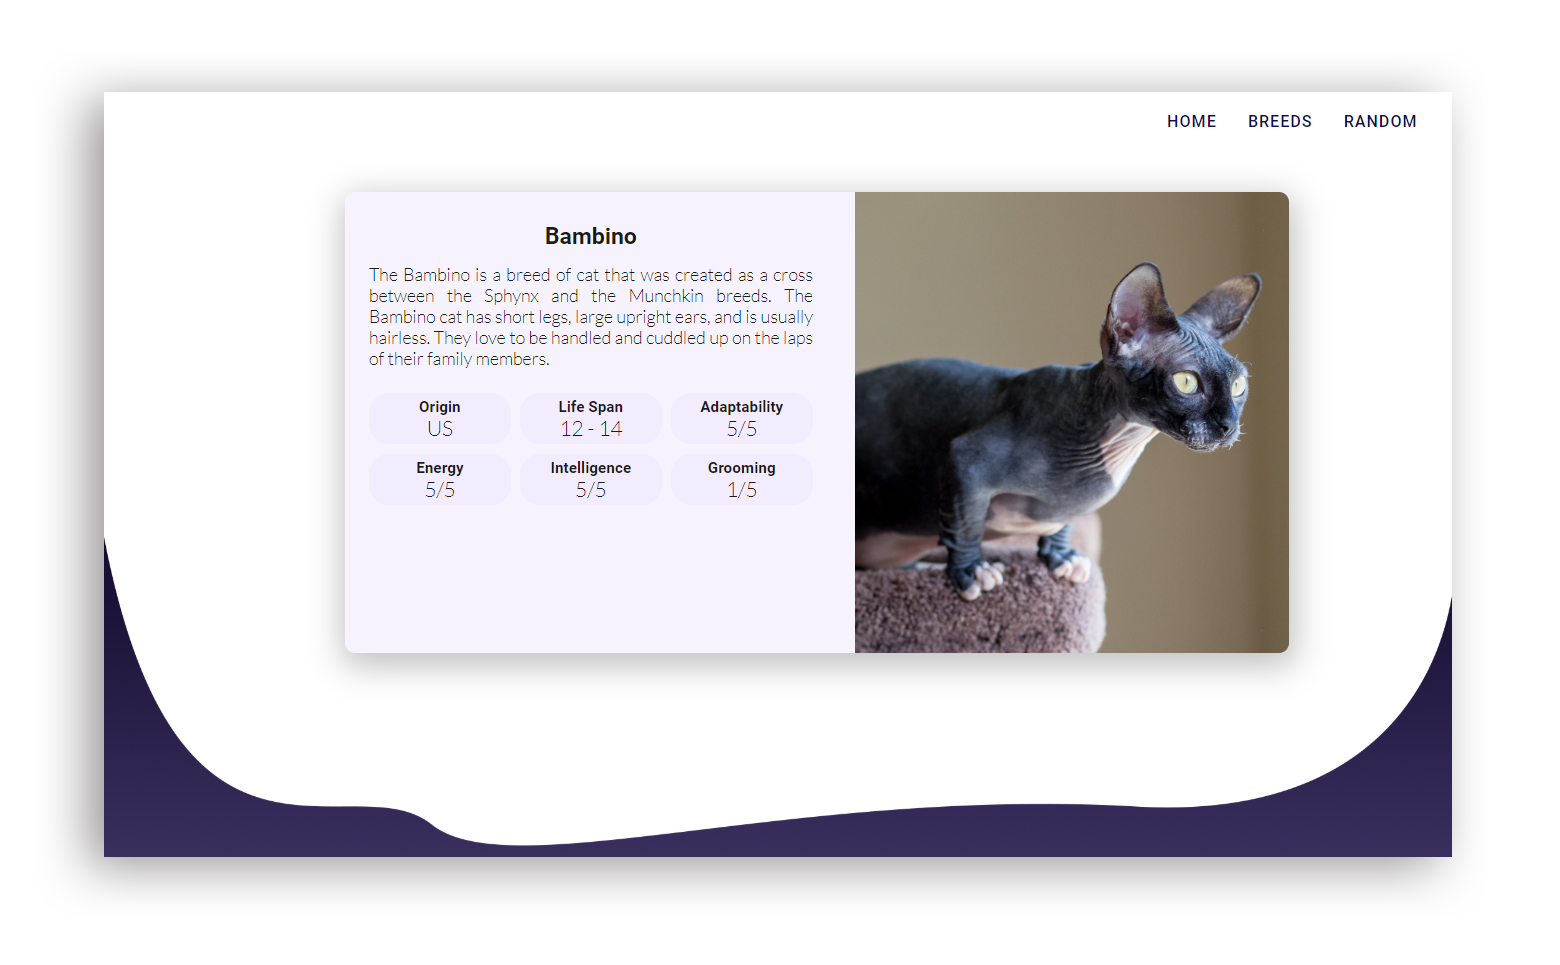 HOME BREEDS RANDOM
Bambino
The Bambino is a breed of cat that was created as a cross
between the Sphynx and the Munchkin breeds. The
Bambino cat has short legs, large upright ears, and is usually
hairless. They love to be handled and cuddled up on the laps
of their family members.
Origin Life Span Adaptability
US 12 - 14 5/5
Energy Intelligence Grooming
5/5 5/5 1/5